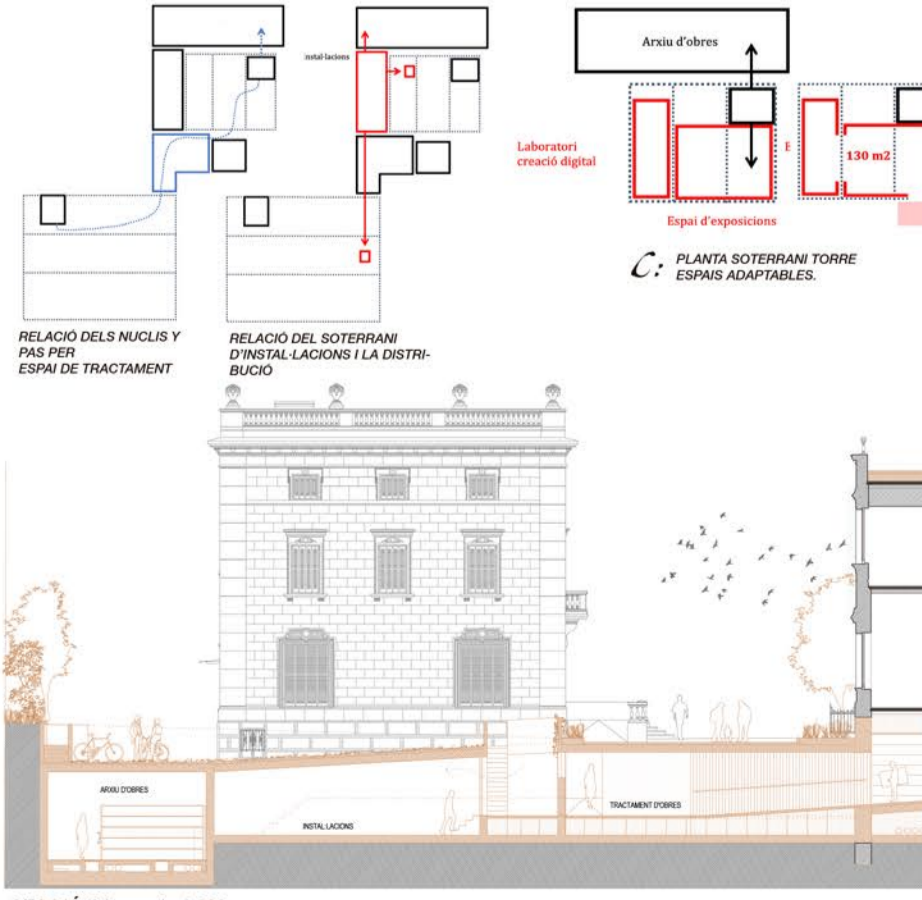 Instal·lacions
Arxiu d'obres
Laboratori
creació digital
130 m2
Espai d'exposicions
C: PLANTA SOTERRANI TORRE
ESPAIS ADAPTABLES.
RELACIÓ DELS NUCLIS Y
PAS PER
ESPAI DE TRACTAMENT
RELACIÓ DEL SOTERRANI
D'INSTAL·LACIONS I LA DISTRI-
BUCIÓ
ARXIU D'OBRES
INSTAL·LACIONS
TRACTAMENT D'OBRES